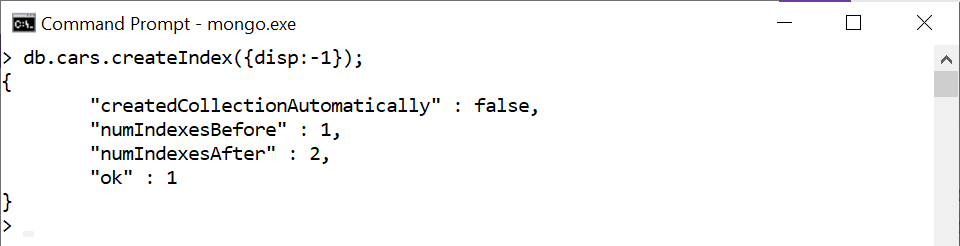 Command Prompt - mongo.exe
> db.cars.createIndex({disp:-1});
{
        "createdCollectionAutomatically" : false,
        "numIndexesBefore" : 1,
        "numIndexesAfter" : 2,
        "ok" : 1
}
>